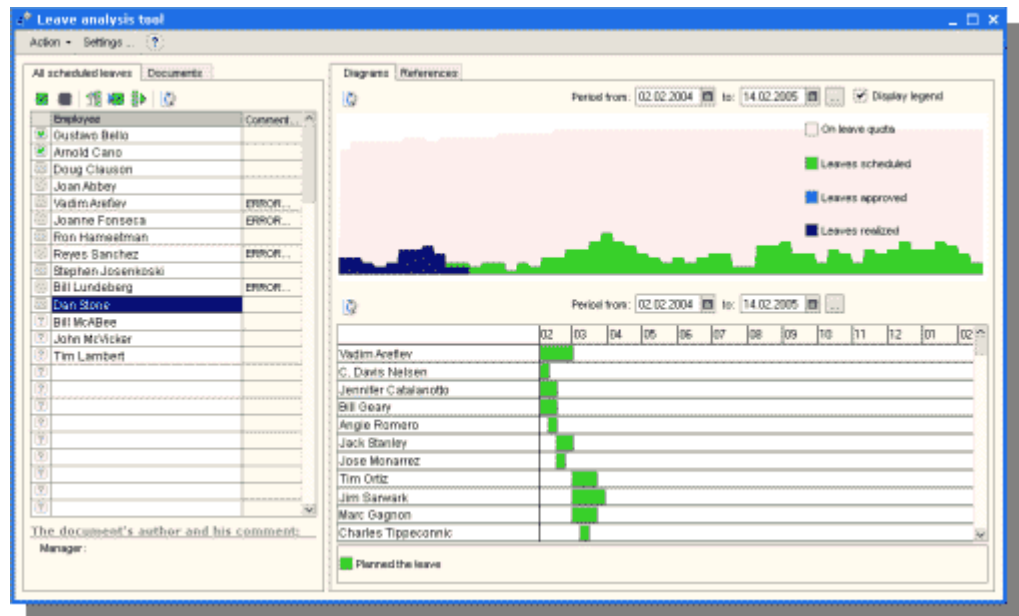 Leave analysis tool
Action Settings ... ?
All scheduled leaves Documents
Employee Comment...
Gustavo Bello
Arnold Cano
Doug Clauson
Joan Abbey
Vadim Arefiev ERROR...
Joanne Fonseca ERROR...
Ron Hameetman
Reyes Sanchez ERROR...
Stephen Josenkoski
Bill Lundeberg ERROR...
Dan Stone
Bill McABee
John McVicker
Tim Lambert
The document's author and his comment:
Manager:
Diagrams References
Period from: 02.02.2004 to: 14.02.2005 ... Display legend
On leave quota
Leaves scheduled
Leaves approved
Leaves realized
Period from: 02.02.2004 to: 14.02.2005 ...
02 03 04 05 06 07 08 09 10 11 12 01 02
Vadim Arefiev
C. Davis Nelsen
Jennifer Catalanotto
Bill Geary
Angie Romero
Jack Stanley
Jose Monarrez
Tim Ortiz
Jim Sarwark
Marc Gagnon
Charles Tippeconnic
Planned the leave